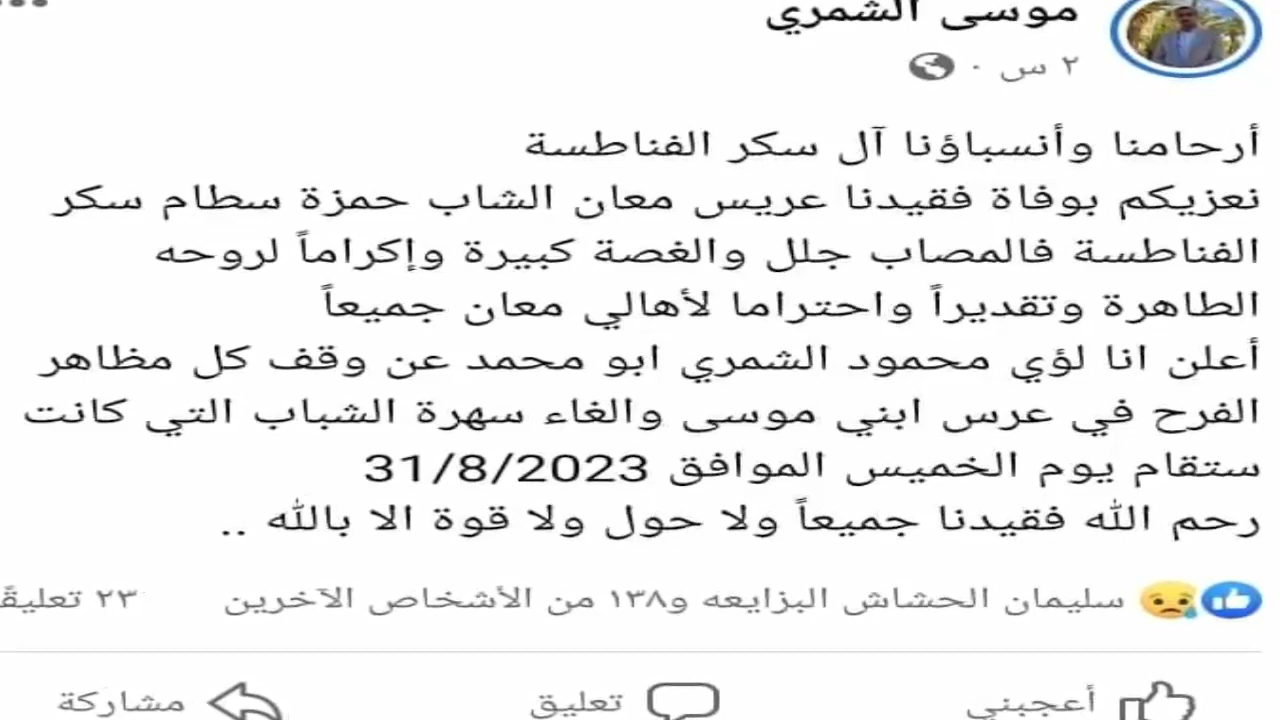 موسى الشمري
٢ س ·
أرحامنا وأنسباؤنا آل سكر الفناطسة
نعزيكم بوفاة فقيدنا عريس معان الشاب حمزة سطام سكر
الفناطسة فالمصاب جلل والغصة كبيرة وإكراماً لروحه
الطاهرة وتقديراً واحتراما لأهالي معان جميعاً
أعلن انا لؤي محمود الشمري ابو محمد عن وقف كل مظاهر
الفرح في عرس ابني موسى والغاء سهرة الشباب التي كانت
ستقام يوم الخميس الموافق 31/8/2023
رحم الله فقيدنا جميعاً ولا حول ولا قوة الا بالله ..
سليمان الحشاش البزايعه و١٣٨ من الأشخاص الآخرين ٢٣ تعليقً
أعجبني تعليق مشاركة